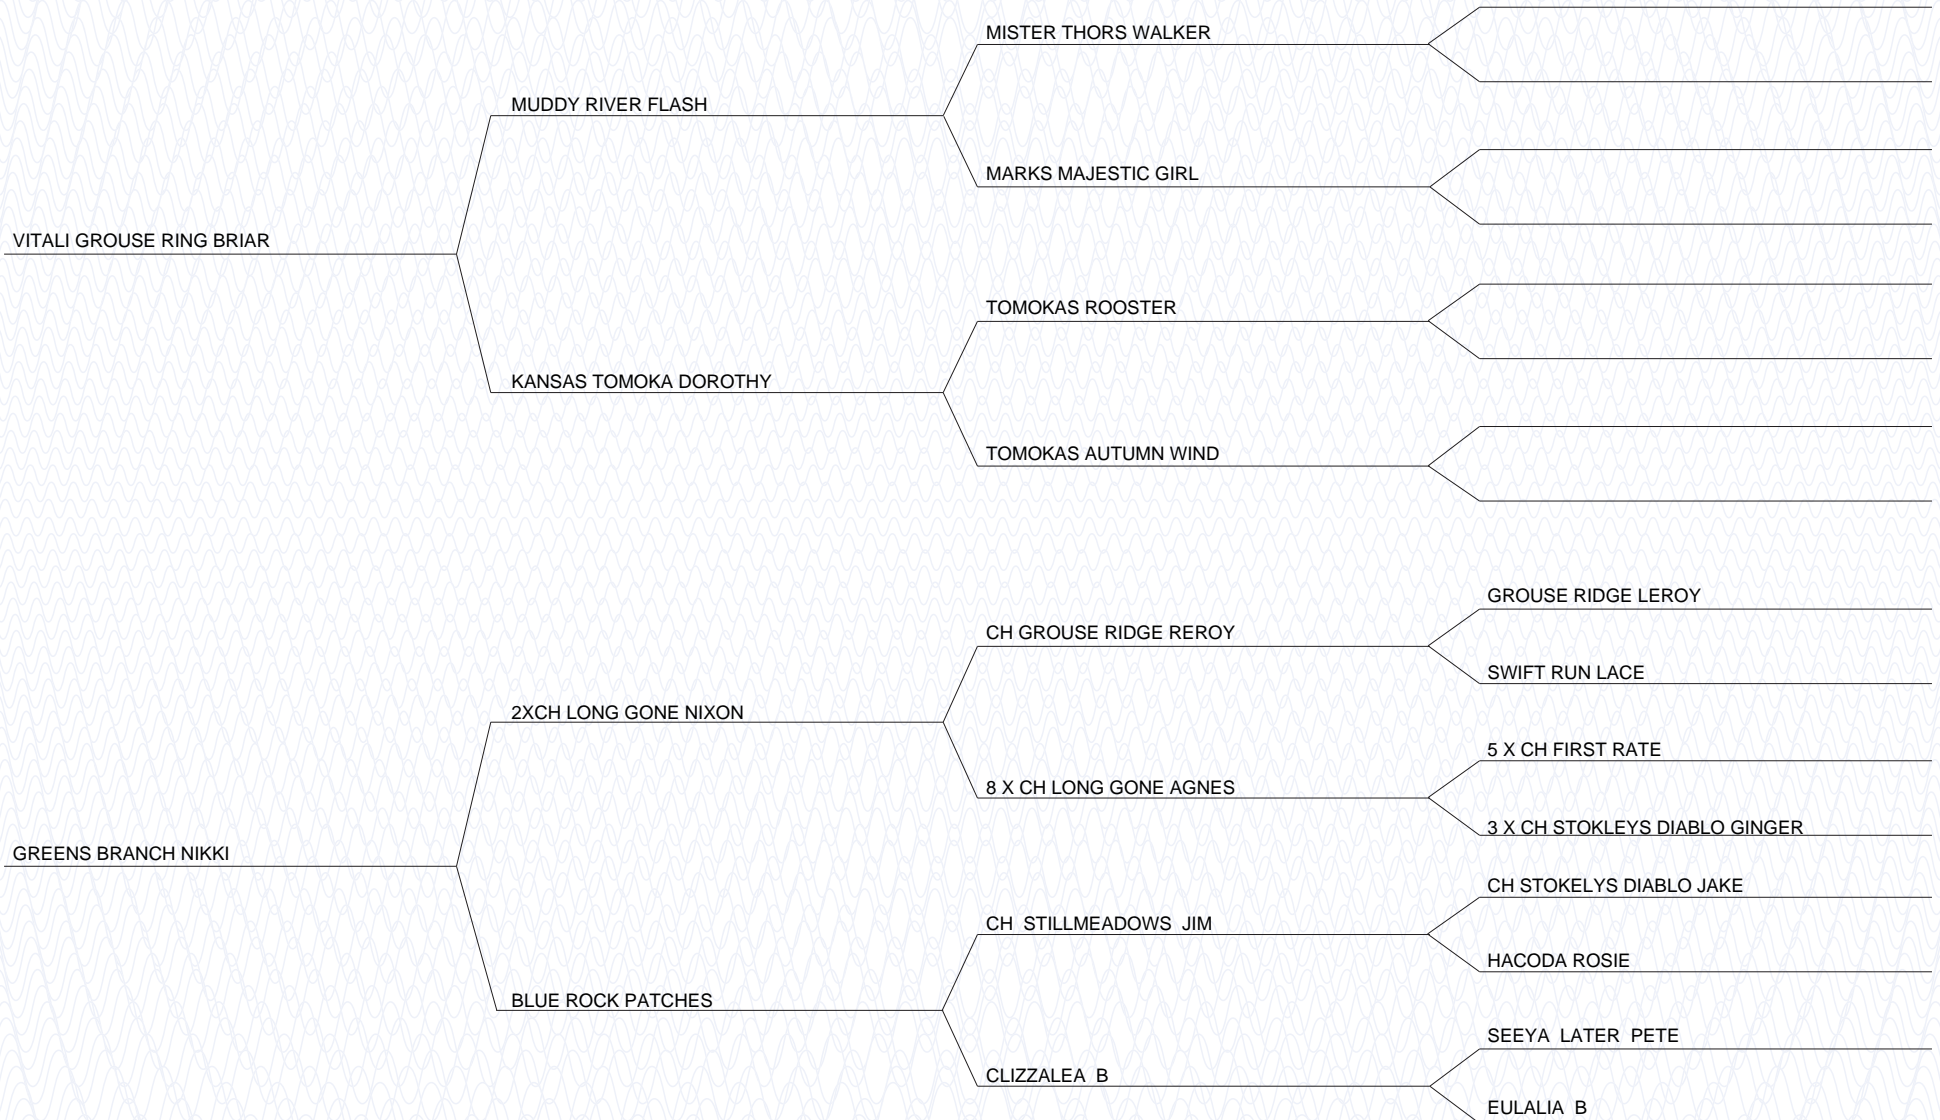 MISTER THORS WALKER
MUDDY RIVER FLASH
MARKS MAJESTIC GIRL
VITALI GROUSE RING BRIAR
TOMOKAS ROOSTER
KANSAS TOMOKA DOROTHY
TOMOKAS AUTUMN WIND
GROUSE RIDGE LEROY
CH GROUSE RIDGE REROY
SWIFT RUN LACE
2XCH LONG GONE NIXON
5 X CH FIRST RATE
8 X CH LONG GONE AGNES
3 X CH STOKLEYS DIABLO GINGER
GREENS BRANCH NIKKI
CH STOKELYS DIABLO JAKE
CH  STILLMEADOWS  JIM
HACODA ROSIE
BLUE ROCK PATCHES
SEEYA  LATER  PETE
CLIZZALEA  B
EULALIA  B